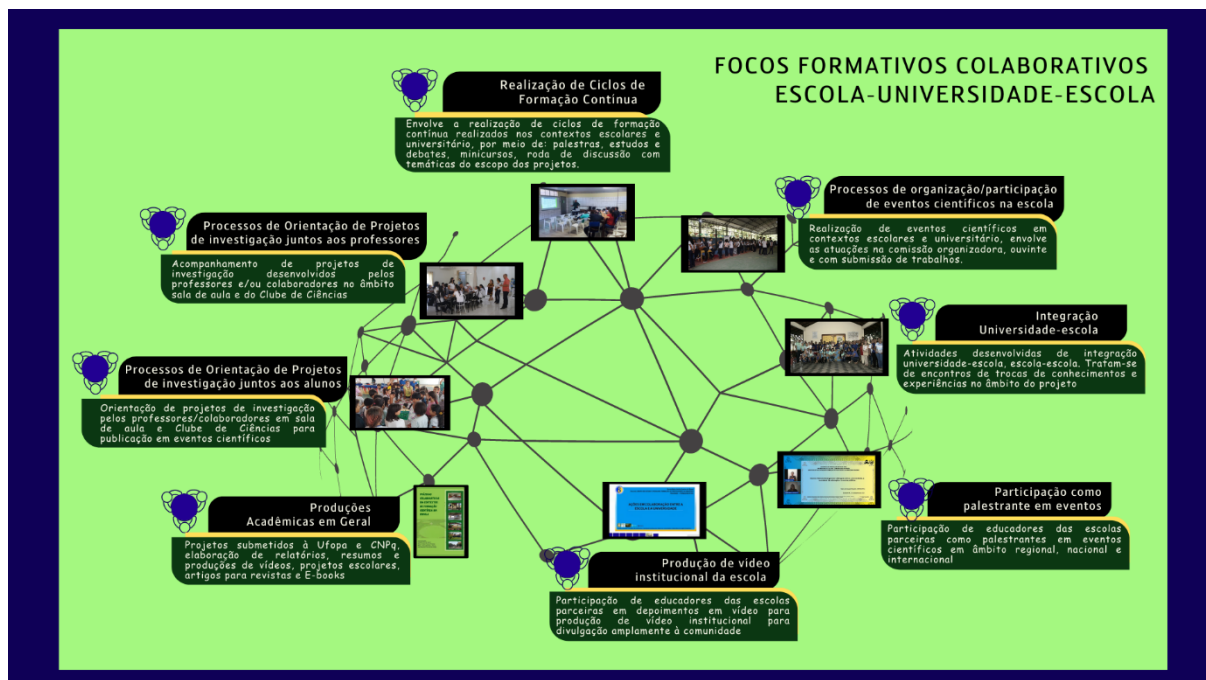 FOCOS FORMATIVOS COLABORATIVOS
ESCOLA-UNIVERSIDADE-ESCOLA
Realização de Ciclos de
Formação Contínua
Envolve a realização de ciclos de formação
contínua realizados nos contextos escolares e
universitário, por meio de: palestras, estudos e
debates, minicursos, roda de discussão com
temáticas do escopo dos projetos.
Processos de organização/participação
de eventos científicos na escola
Realização de eventos científicos em
contextos escolares e universitário, envolve
as atuações na comissão organizadora, ouvinte
e com submissão de trabalhos.
Processos de Orientação de Projetos
de investigação juntos aos professores
Acompanhamento de projetos de
investigação desenvolvidos pelos
professores e/ou colaboradores no âmbito
sala de aula e do Clube de Ciências
Integração
Universidade-escola
Atividades desenvolvidas de integração
universidade-escola, escola-escola. Tratam-se
de encontros de trocas de conhecimentos e
experiências no âmbito do projeto
Processos de Orientação de Projetos
de investigação juntos aos alunos
Orientação de projetos de investigação
pelos professores/colaboradores em sala
de aula e Clube de Ciências para
publicação em eventos científicos
Produções
Acadêmicas em Geral
Projetos submetidos à Ufopa e CNPq,
elaboração de relatórios, resumos e
produções de vídeos, projetos escolares,
artigos para revistas e E-books
Participação como
palestrante em eventos
Participação de educadores das escolas
parceiras como palestrantes em eventos
científicos em âmbito regional, nacional e
internacional
Produção de vídeo
institucional da escola
Participação de educadores das escolas
parceiras em depoimentos em vídeo para
produção de vídeo institucional para
divulgação amplamente à comunidade